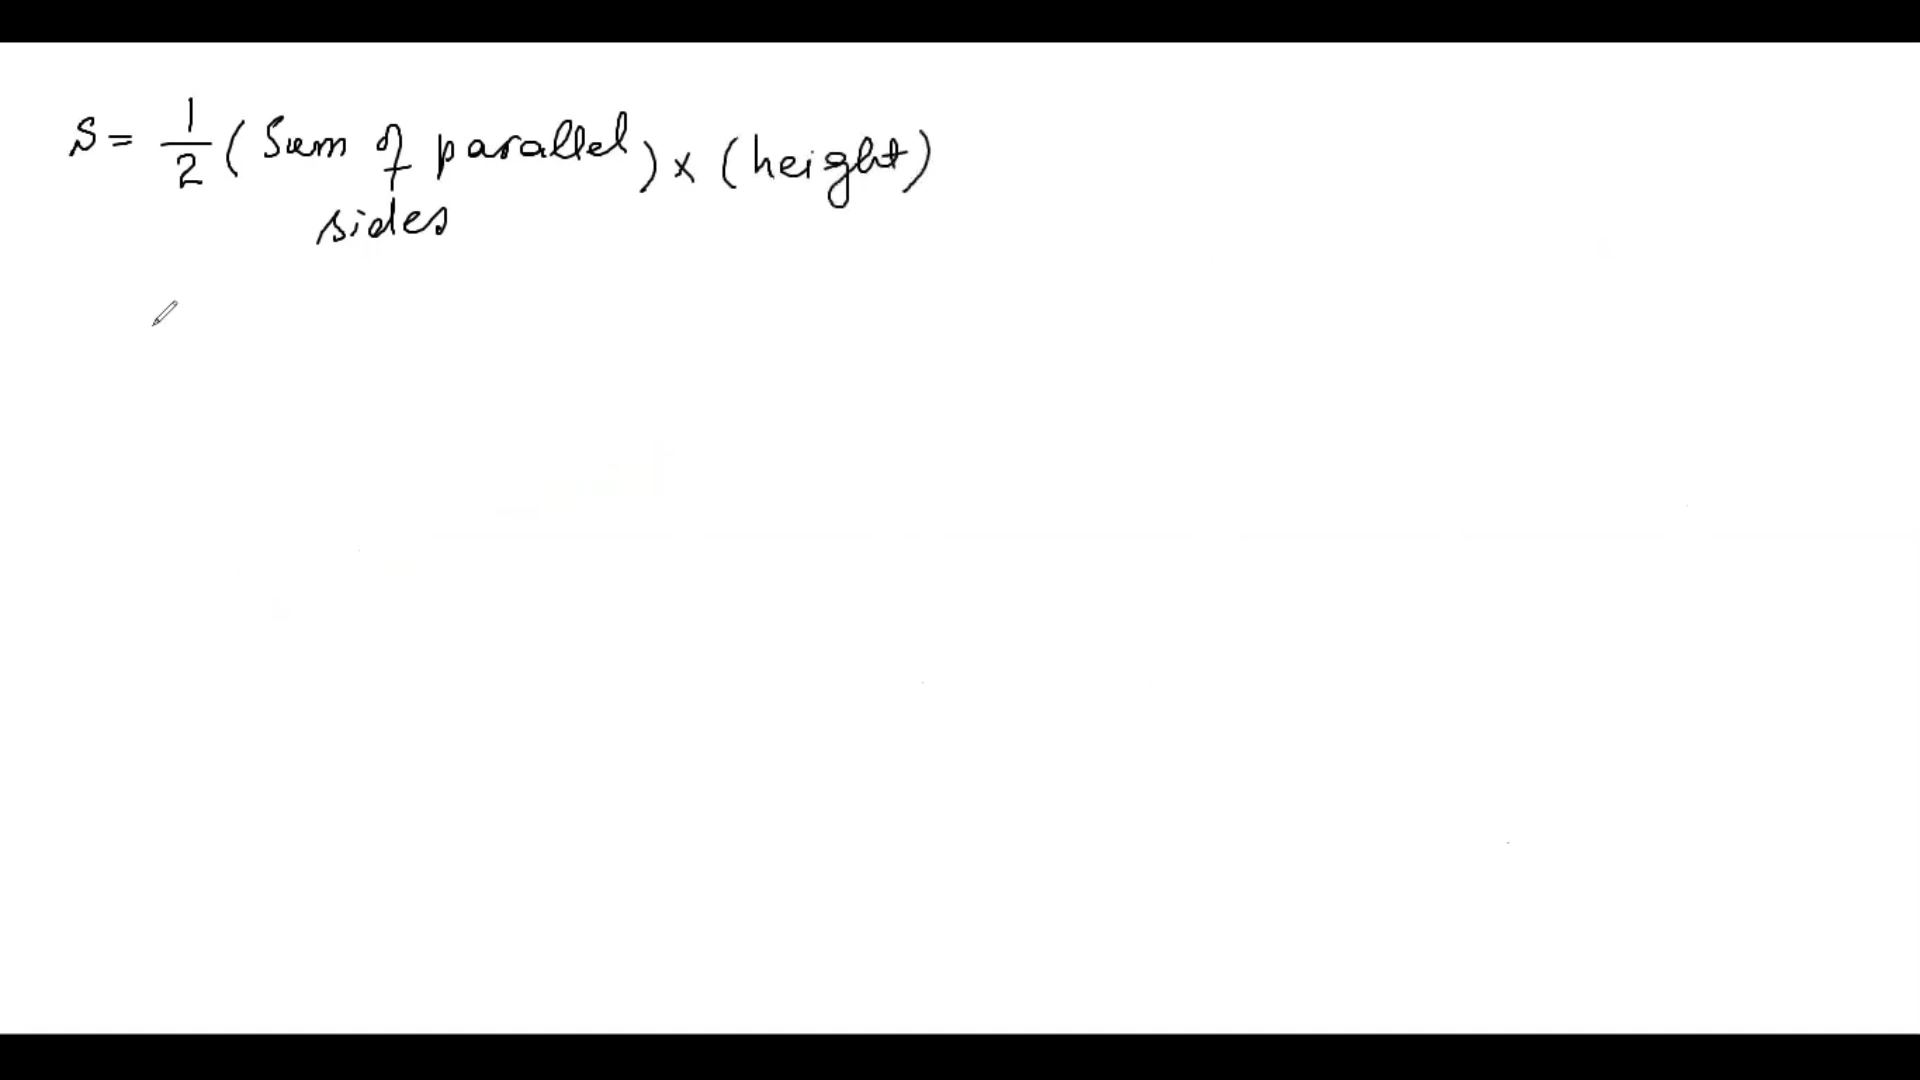 S = 1/2 (Sum of parallel) × (height)
sides